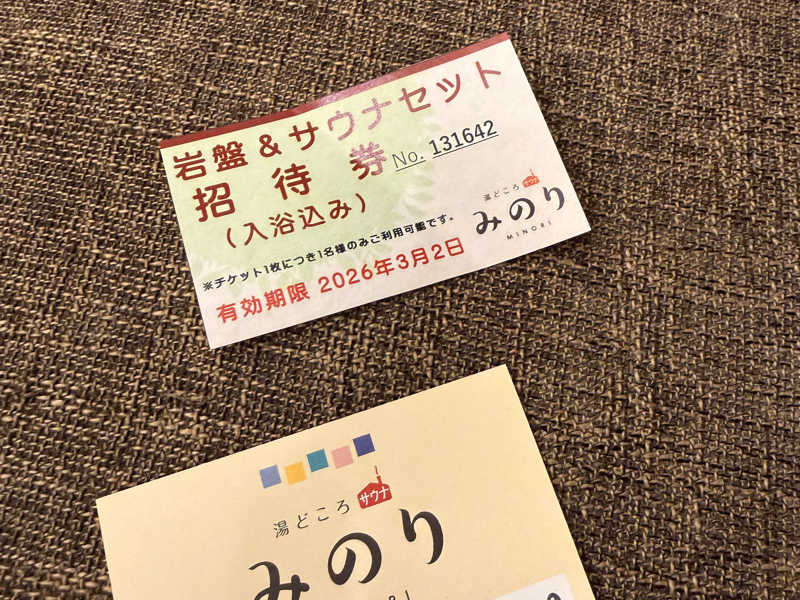 岩盤&サウナセット
招待券 No. 131642
(入浴込み)
※チケット1枚につき1名様のみご利用可能です。
有効期限 2026年3月2日
湯どころ サウナ
みのり
MINORI
湯どころ サウナ
みのり